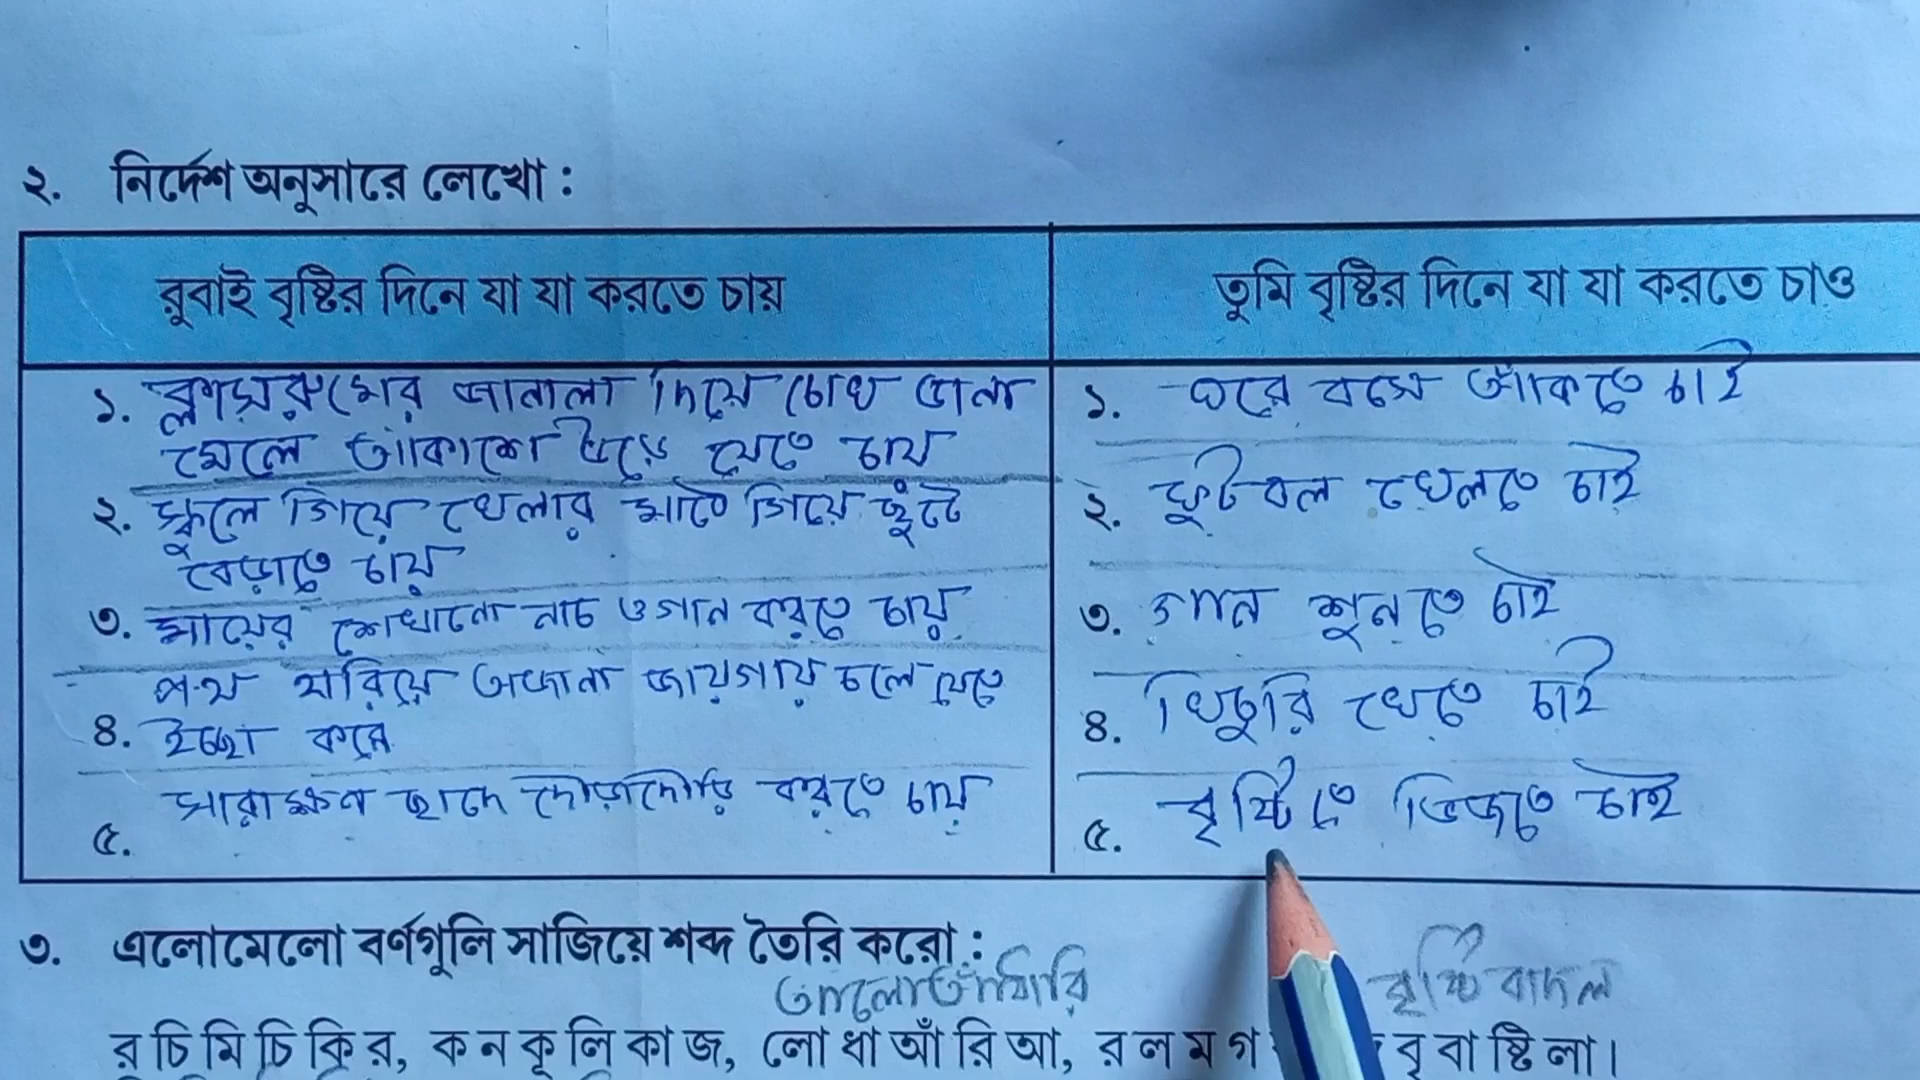 ২. নির্দেশ অনুসারে লেখো :
রুবাই বৃষ্টির দিনে যা যা করতে চায়
তুমি বৃষ্টির দিনে যা যা করতে চাও
১. ক্লাসরুমের জানালা দিয়ে চোখ ডানা
মেলে আকাশে উড়ে যেতে চায়
২. স্কুলে গিয়ে খেলার মাঠে গিয়ে ছুঁটে
বেড়াতে চায়
৩. মায়ের শেখানো নাচ ও গান করতে চায়
পথ হারিয়ে অজানা জায়গায় চলে যেতে
৪. ইচ্ছে করে
সারাক্ষন ছাদে দৌড়াদৌড়ি করতে চায়
৫.
১. ঘরে বসে আঁকতে চাই
২. ফুটবল খেলতে চাই
৩. গান শুনতে চাই
৪. খিচুরি খেতে চাই
৫. বৃষ্টিতে ভিজতে চাই
৩. এলোমেলো বর্ণগুলি সাজিয়ে শব্দ তৈরি করো :
আলোআঁধারি বৃষ্টিবাদল
র চি মি চি কি র, ক ন কূ লি কা জ, লো ধা আঁ রি আ, র ল ম গ বৃ বা ষ্টি লা।